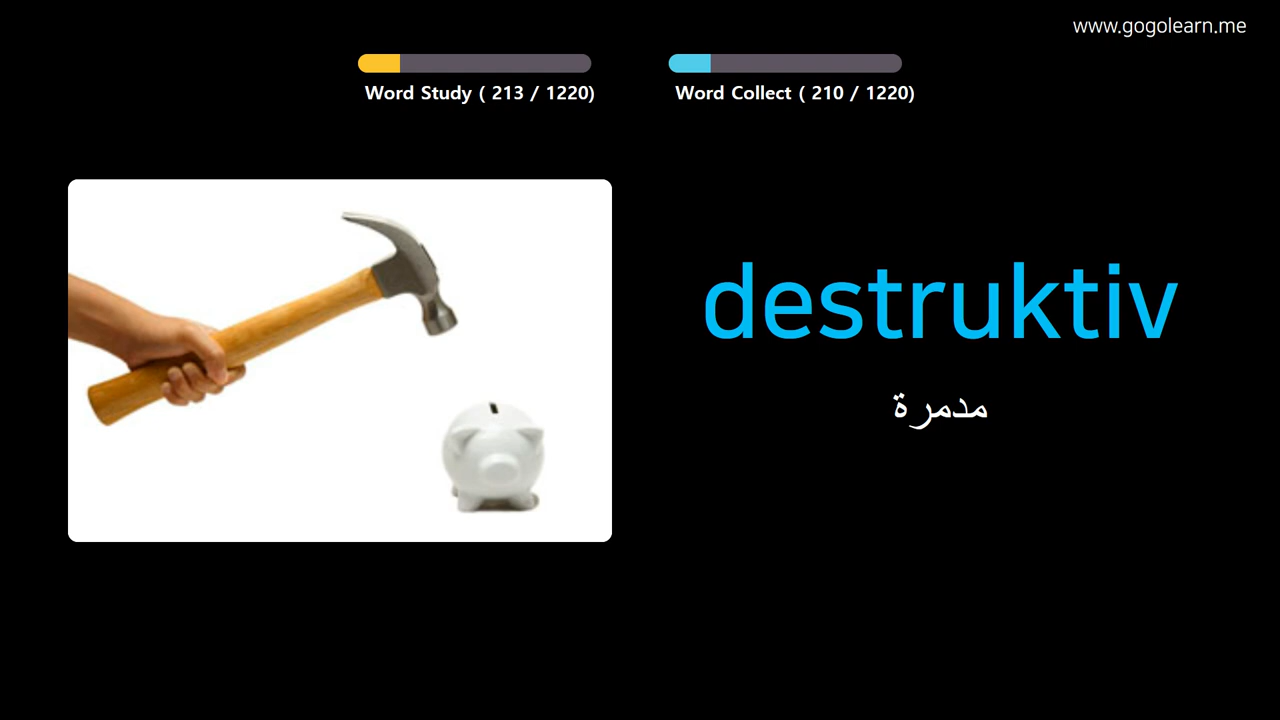 www.gogolearn.me
Word Study ( 213 / 1220)
Word Collect ( 210 / 1220)
destruktiv
مدمرة